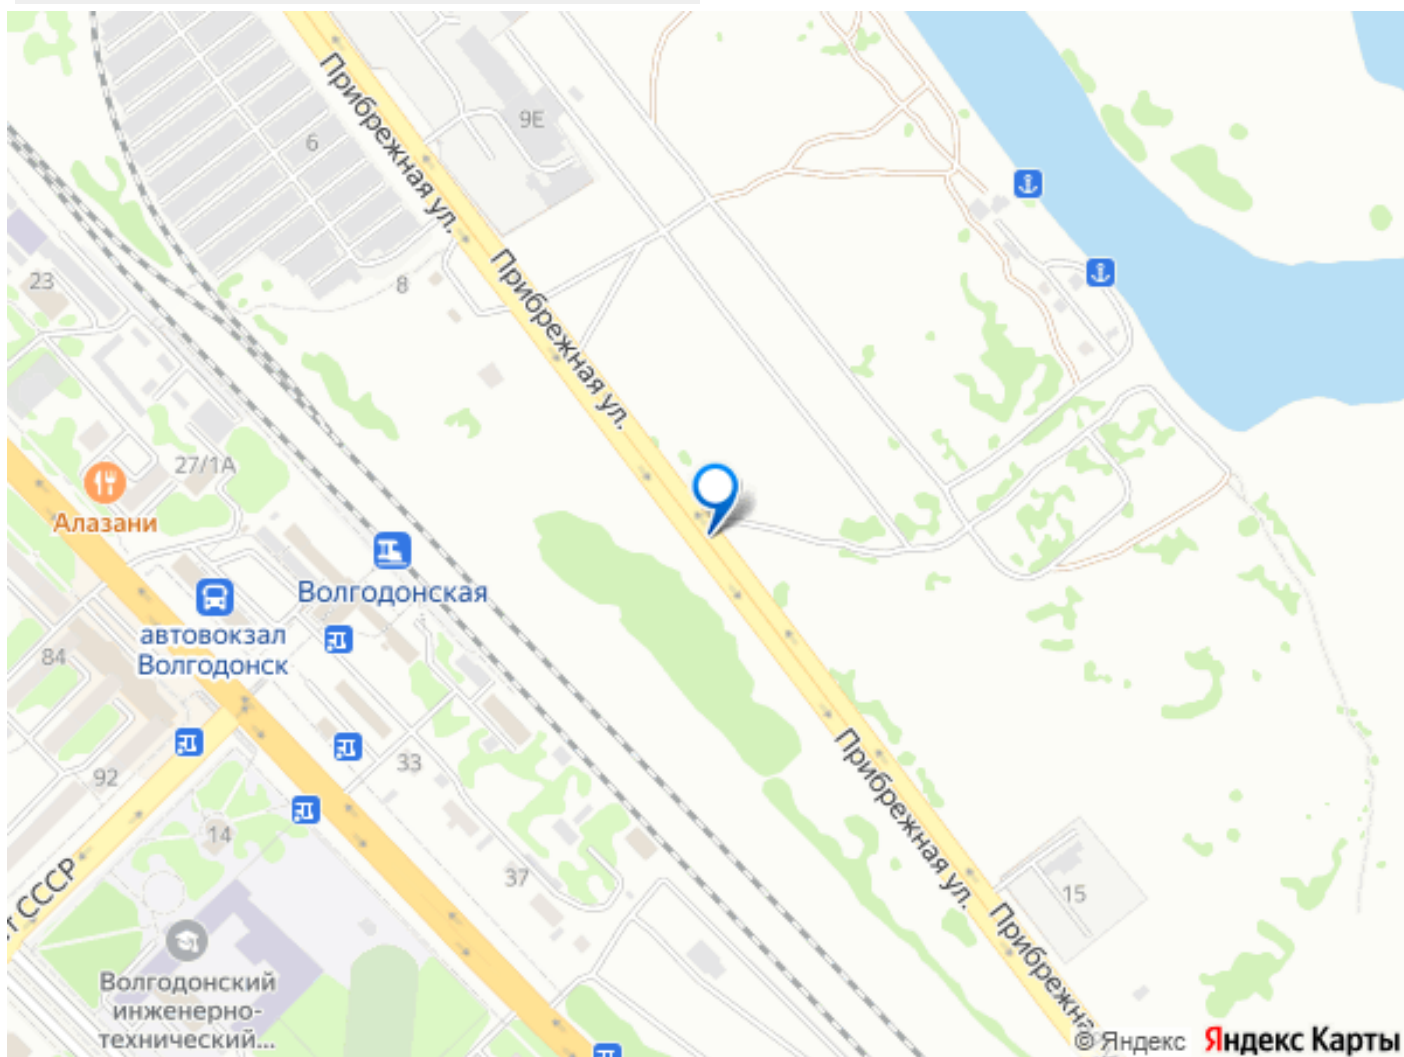 Прибрежная ул.
9Е
6
Прибрежная ул.
8
23
27/1А
Алазани
Волгодонская
автовокзал
Волгодонск
84
33
92
14
т СССР
37
Прибрежная ул.
15
Прибрежна
Волгодонский
инженерно-
технический...
© Яндекс Яндекс Карты